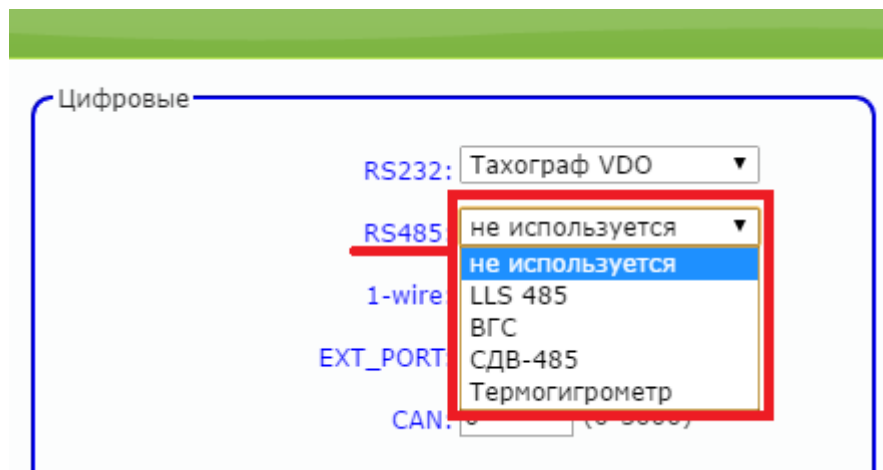 Цифровые
RS232: Тахограф VDO
RS485: не используется
не используется
1-wire: LLS 485
ВГС
EXT_PORT: СДВ-485
Термогигрометр
CAN: